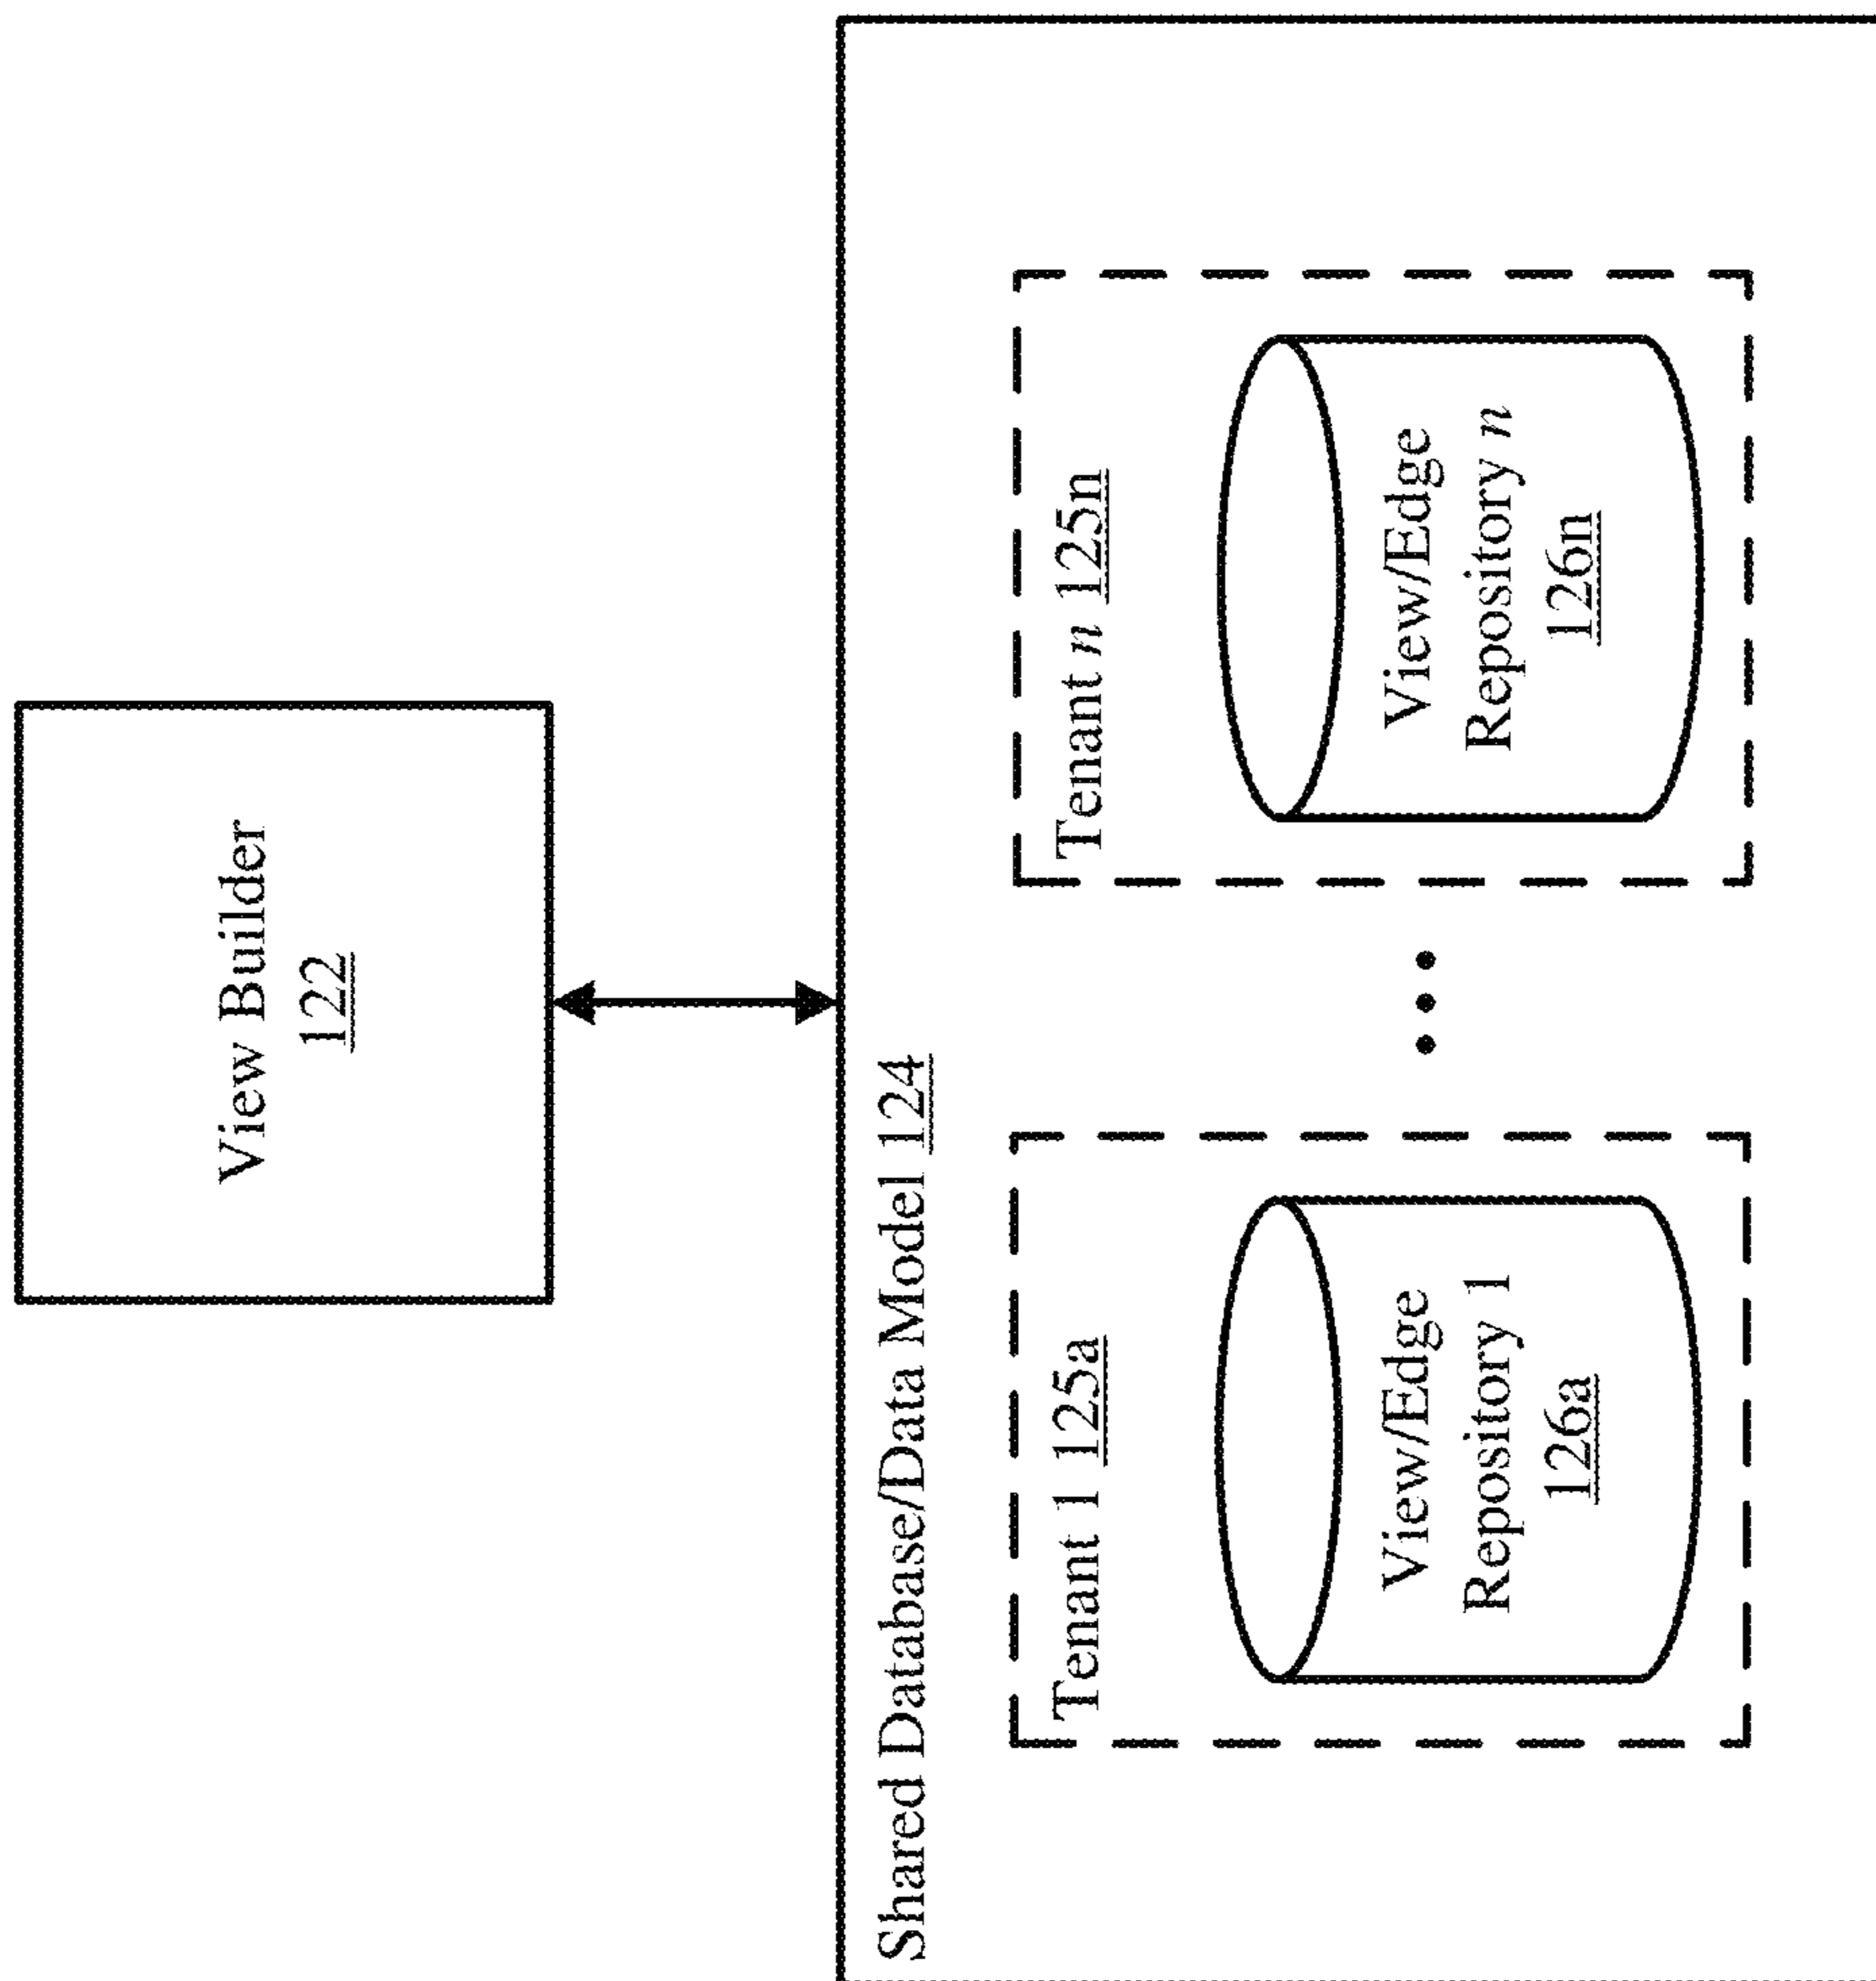 View Builder
122
Shared Database/Data Model 124
Tenant 1 125a
View/Edge
Repository 1
126a
Tenant n 125n
View/Edge
Repository n
126n